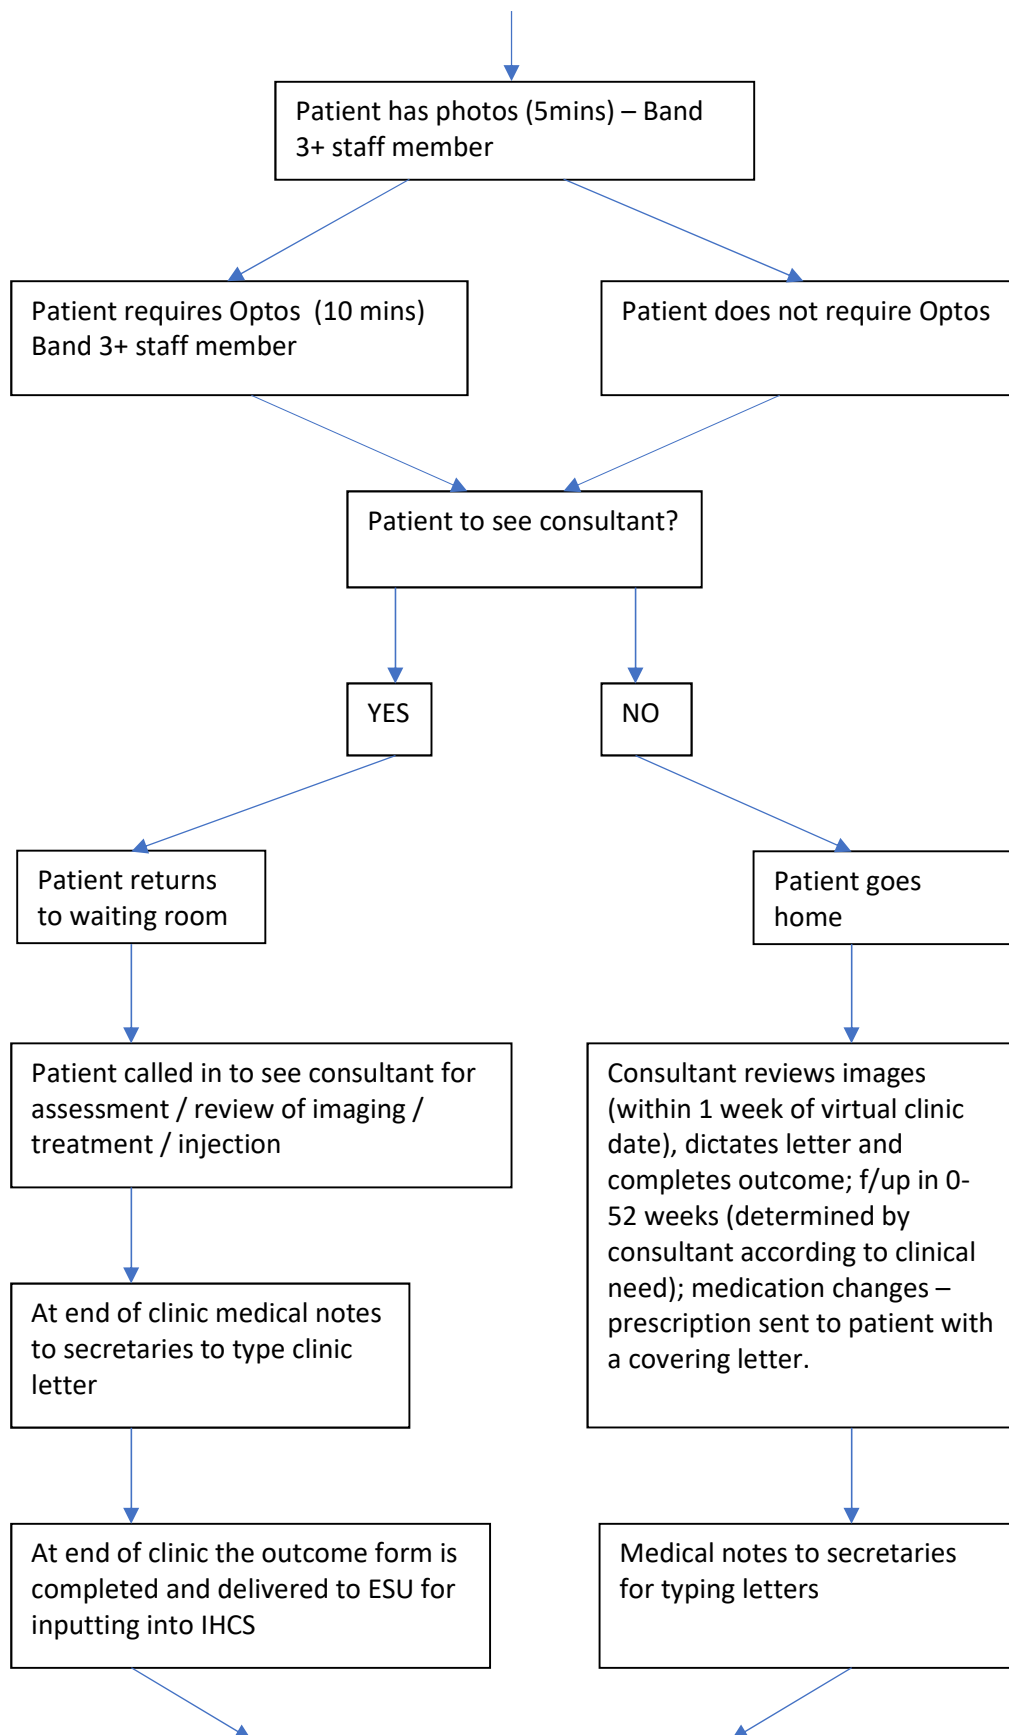 Patient has photos (5mins) – Band
3+ staff member
Patient requires Optos  (10 mins)
Band 3+ staff member
Patient does not require Optos
Patient to see consultant?
YES
NO
Patient returns
to waiting room
Patient goes
home
Patient called in to see consultant for
assessment / review of imaging /
treatment / injection
Consultant reviews images
(within 1 week of virtual clinic
date), dictates letter and
completes outcome; f/up in 0-
52 weeks (determined by
consultant according to clinical
need); medication changes –
prescription sent to patient with
a covering letter.
At end of clinic medical notes
to secretaries to type clinic
letter
At end of clinic the outcome form is
completed and delivered to ESU for
inputting into IHCS
Medical notes to secretaries
for typing letters